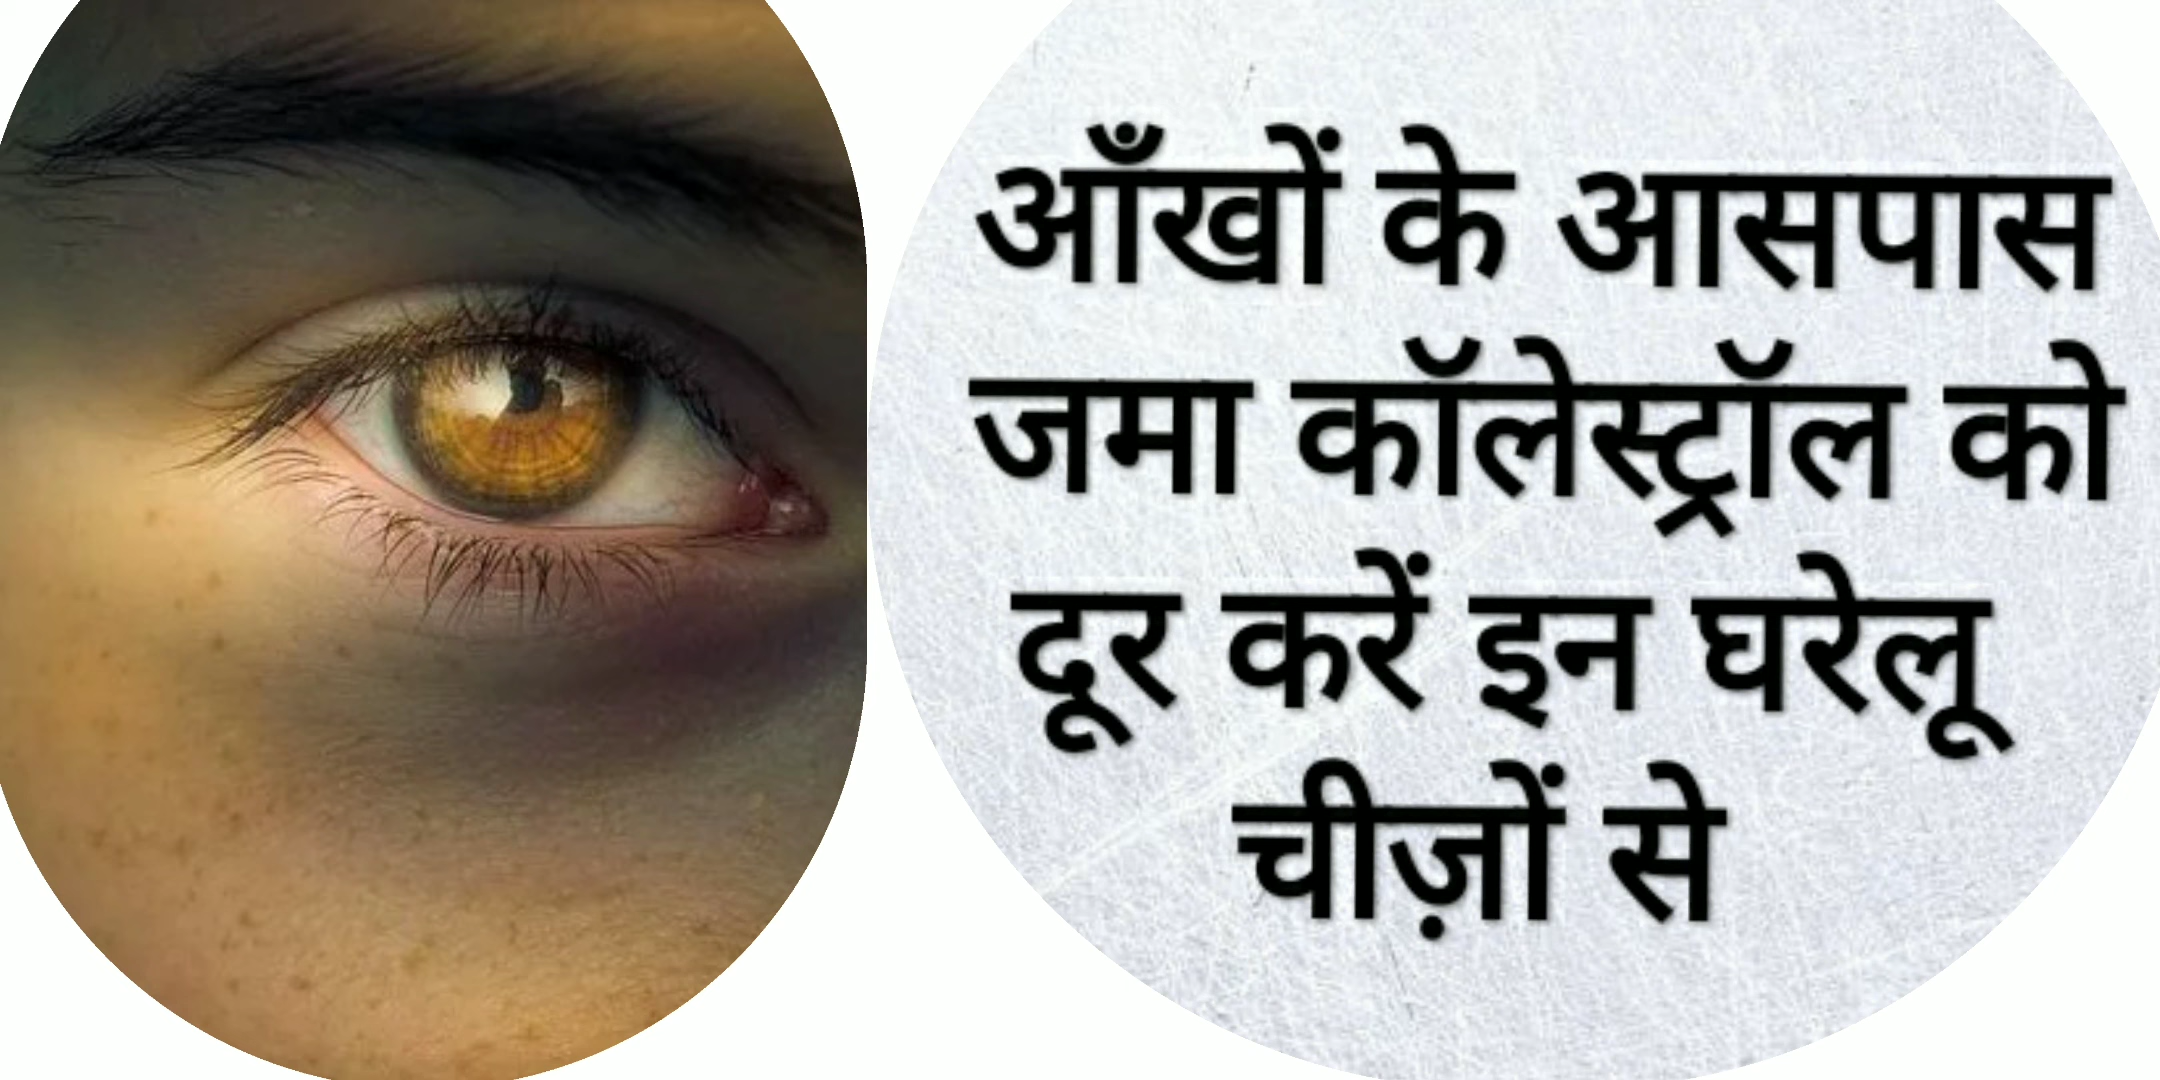 आँखों के आसपास
जमा कॉलेस्ट्रॉल को
दूर करें इन घरेलू
चीज़ों से